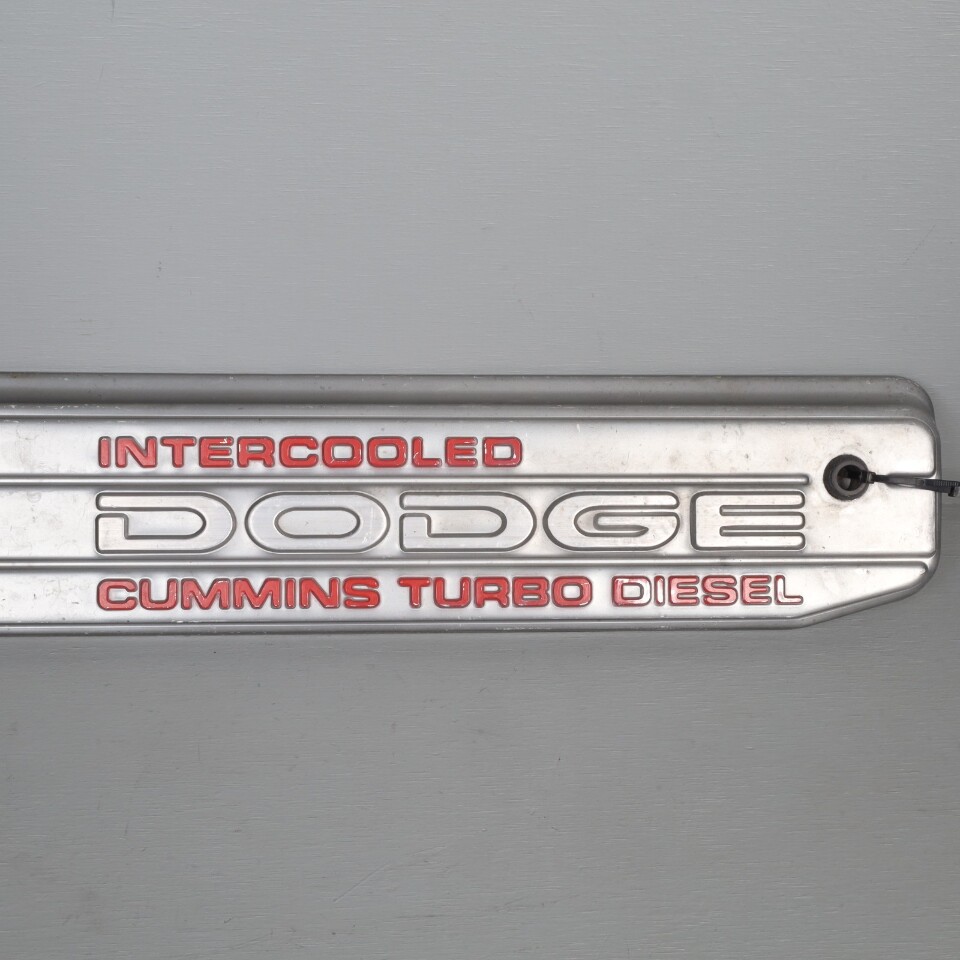 INTERCOOLED
DODGE
CUMMINS TURBO DIESEL